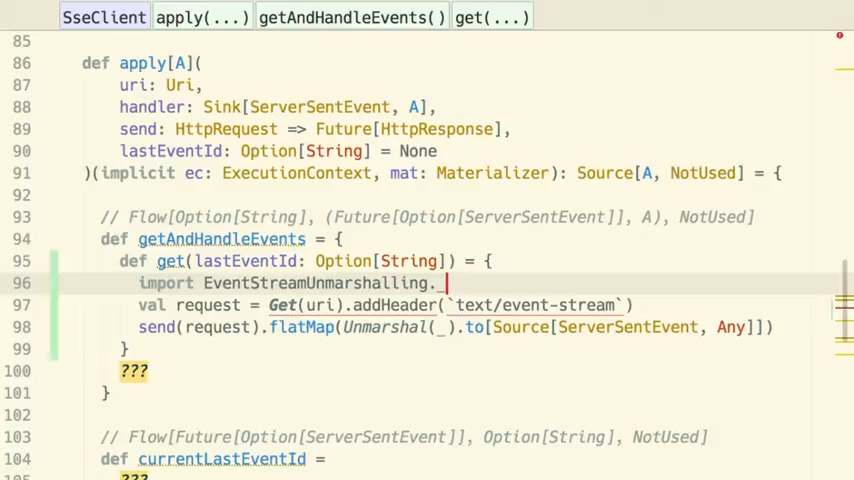 SseClient apply(...) getAndHandleEvents() get(...)
85
86 def apply[A](
87 uri: Uri,
88 handler: Sink[ServerSentEvent, A],
89 send: HttpRequest => Future[HttpResponse],
90 lastEventId: Option[String] = None
91 )(implicit ec: ExecutionContext, mat: Materializer): Source[A, NotUsed] = {
92
93 // Flow[Option[String], (Future[Option[ServerSentEvent]], A), NotUsed]
94 def getAndHandleEvents = {
95 def get(lastEventId: Option[String]) = {
96 import EventStreamUnmarshalling._
97 val request = Get(uri).addHeader(`text/event-stream`)
98 send(request).flatMap(Unmarshal(_).to[Source[ServerSentEvent, Any]])
99 }
100 ???
101 }
102
103 // Flow[Future[Option[ServerSentEvent]], Option[String], NotUsed]
104 def currentLastEventId =
105 ???